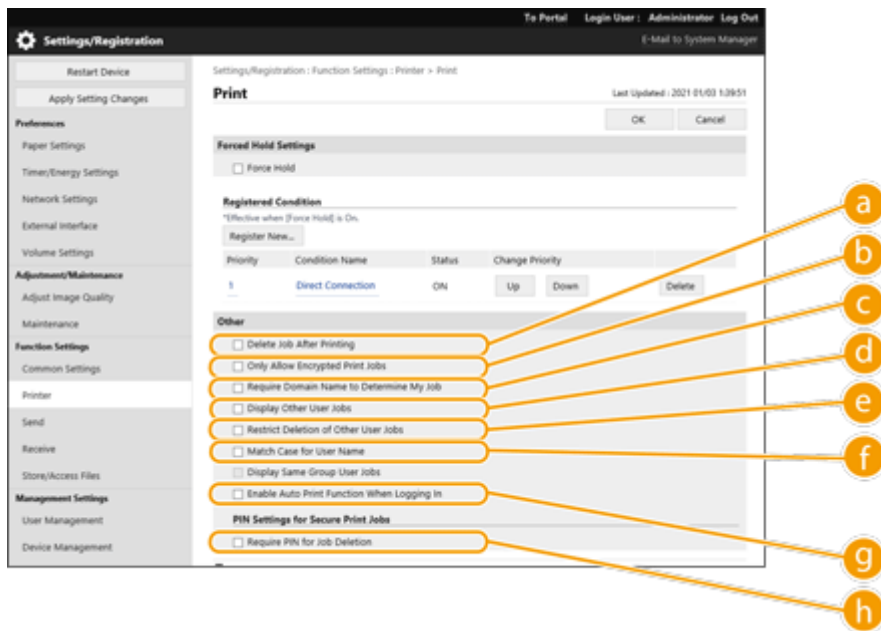 To Portal Login User : Administrator Log Out
Settings/Registration
E-Mail to System Manager
Restart Device
Apply Setting Changes
Preferences
Paper Settings
Timer/Energy Settings
Network Settings
External Interface
Volume Settings
Adjustment/Maintenance
Adjust Image Quality
Maintenance
Function Settings
Common Settings
Printer
Send
Receive
Store/Access Files
Management Settings
User Management
Device Management
Settings/Registration : Function Settings : Printer > Print
Print
Last Updated : 2021 01/03 1:39:51
OK Cancel
Forced Hold Settings
Force Hold
Registered Condition
*Effective when [Force Hold] is On.
Register New...
Priority Condition Name Status Change Priority
1 Direct Connection ON Up Down Delete
Other
Delete Job After Printing
Only Allow Encrypted Print Jobs
Require Domain Name to Determine My Job
Display Other User Jobs
Restrict Deletion of Other User Jobs
Match Case for User Name
Display Same Group User Jobs
Enable Auto Print Function When Logging In
PIN Settings for Secure Print Jobs
Require PIN for Job Deletion
a
b
c
d
e
f
g
h